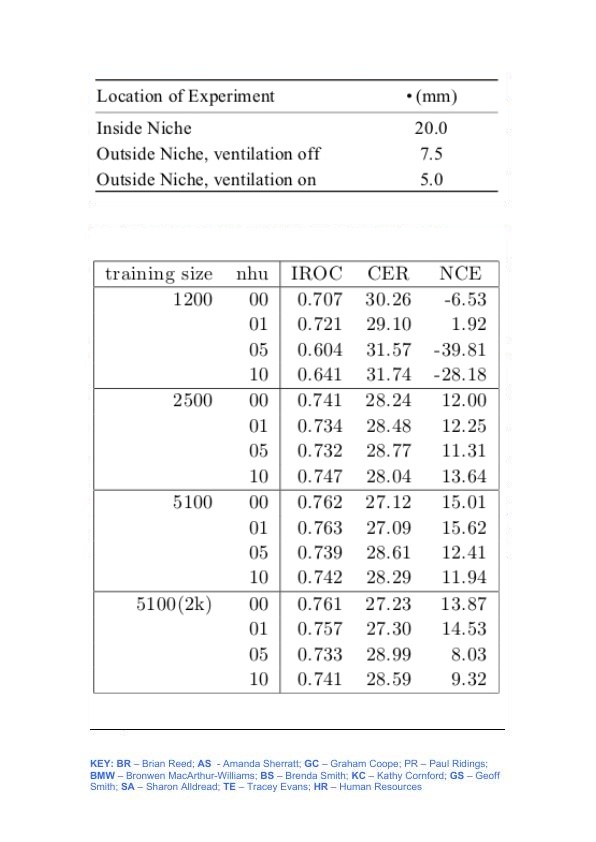 Location of Experiment • (mm)
Inside Niche 20.0
Outside Niche, ventilation off 7.5
Outside Niche, ventilation on 5.0
training size nhu IROC CER NCE
1200 00 0.707 30.26 -6.53
01 0.721 29.10 1.92
05 0.604 31.57 -39.81
10 0.641 31.74 -28.18
2500 00 0.741 28.24 12.00
01 0.734 28.48 12.25
05 0.732 28.77 11.31
10 0.747 28.04 13.64
5100 00 0.762 27.12 15.01
01 0.763 27.09 15.62
05 0.739 28.61 12.41
10 0.742 28.29 11.94
5100(2k) 00 0.761 27.23 13.87
01 0.757 27.30 14.53
05 0.733 28.99 8.03
10 0.741 28.59 9.32
KEY: BR – Brian Reed; AS - Amanda Sherratt; GC – Graham Coope; PR – Paul Ridings;
BMW – Bronwen MacArthur-Williams; BS – Brenda Smith; KC – Kathy Cornford; GS – Geoff
Smith; SA – Sharon Alldread; TE – Tracey Evans; HR – Human Resources